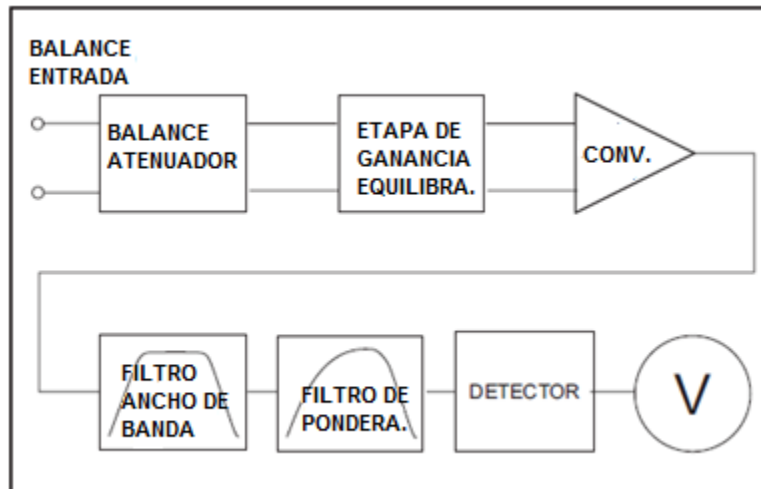 BALANCE
ENTRADA
BALANCE
ATENUADOR
ETAPA DE
GANANCIA
EQUILIBRA.
CONV.
FILTRO
ANCHO DE
BANDA
FILTRO DE
PONDERA.
DETECTOR
V